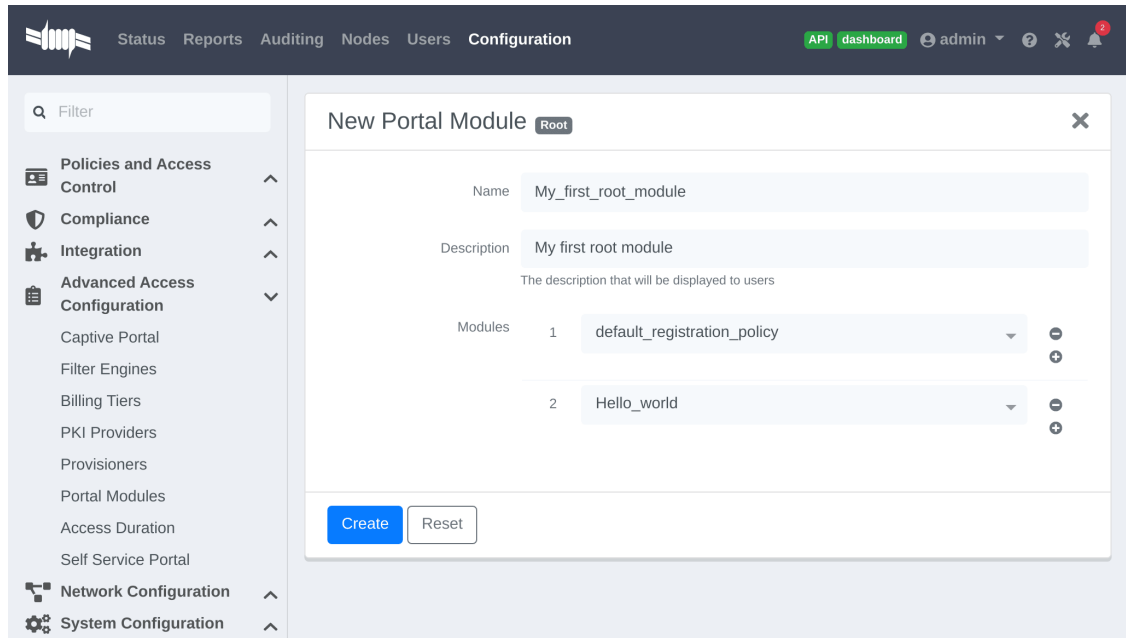 Status Reports Auditing Nodes Users Configuration API dashboard admin 2
Filter
Policies and Access
Control
Compliance
Integration
Advanced Access
Configuration
Captive Portal
Filter Engines
Billing Tiers
PKI Providers
Provisioners
Portal Modules
Access Duration
Self Service Portal
Network Configuration
System Configuration
New Portal Module Root
Name My_first_root_module
Description My first root module
The description that will be displayed to users
Modules 1 default_registration_policy
2 Hello_world
Create Reset